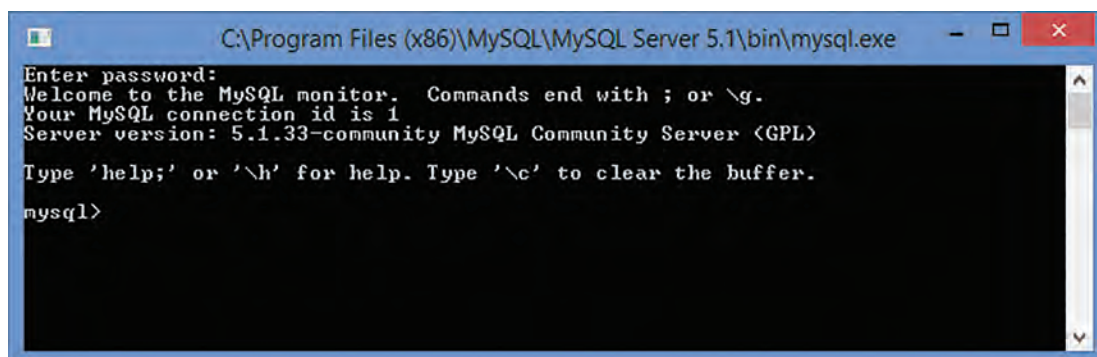 C:\Program Files (x86)\MySQL\MySQL Server 5.1\bin\mysql.exe
Enter password:
Welcome to the MySQL monitor.  Commands end with ; or \g.
Your MySQL connection id is 1
Server version: 5.1.33-community MySQL Community Server <GPL>
Type 'help;' or '\h' for help. Type '\c' to clear the buffer.
mysql>